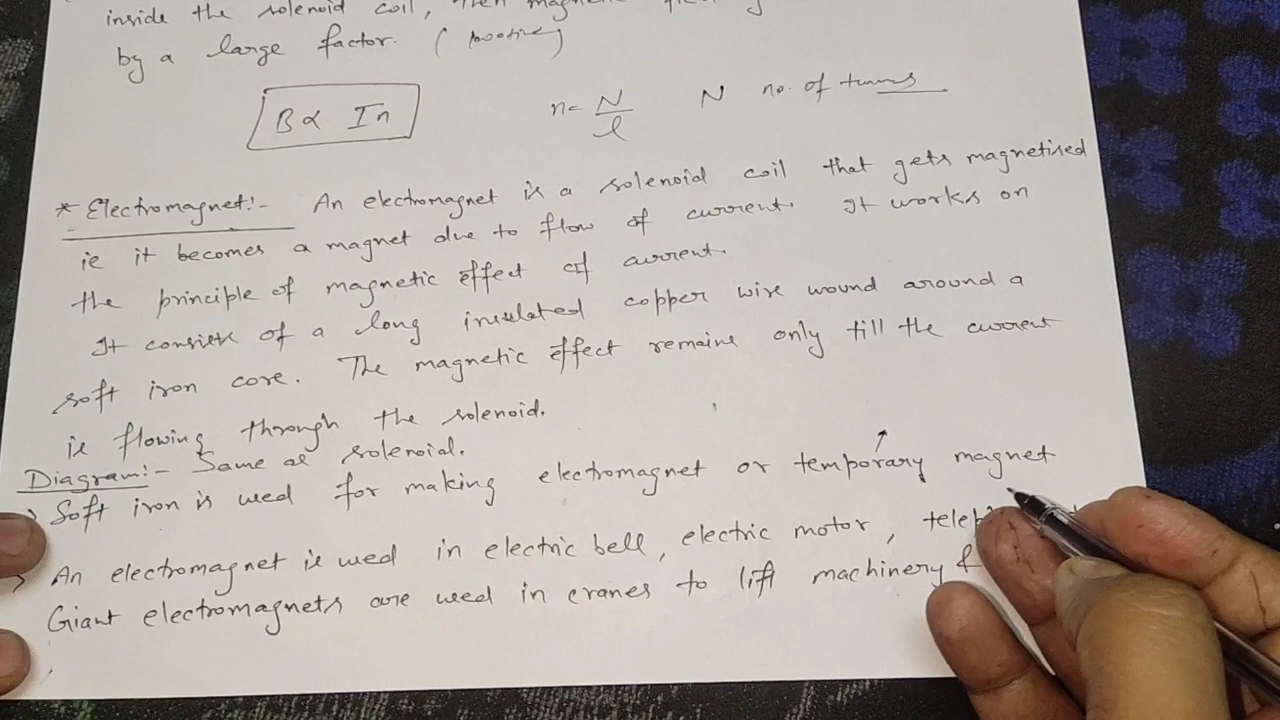 inside the solenoid coil, then magnetic
by a large factor. (
B ∝ In n = N/l N no. of turns
* Electromagnet:- An electromagnet is a solenoid coil that gets magnetised
ie it becomes a magnet due to flow of current. It works on
the principle of magnetic effect of current.
It consists of a long insulated copper wire wound around a
soft iron core. The magnetic effect remains only till the current
is flowing through the solenoid.
Diagram:- Same as solenoid.
> Soft iron is used for making electromagnet or temporary magnet
> An electromagnet is used in electric bell, electric motor,
Giant electromagnets are used in cranes to lift machinery &